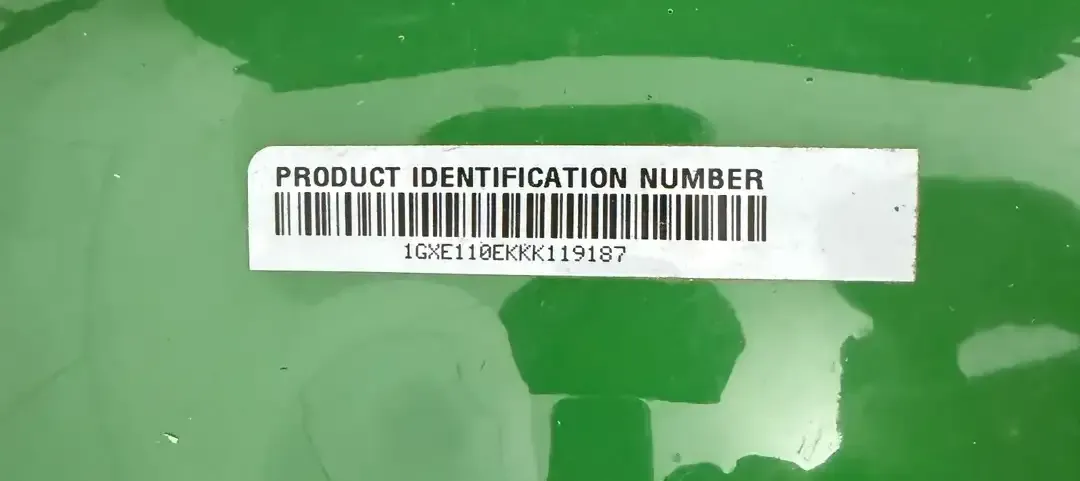 PRODUCT IDENTIFICATION NUMBER
1GXE110EKKK119187